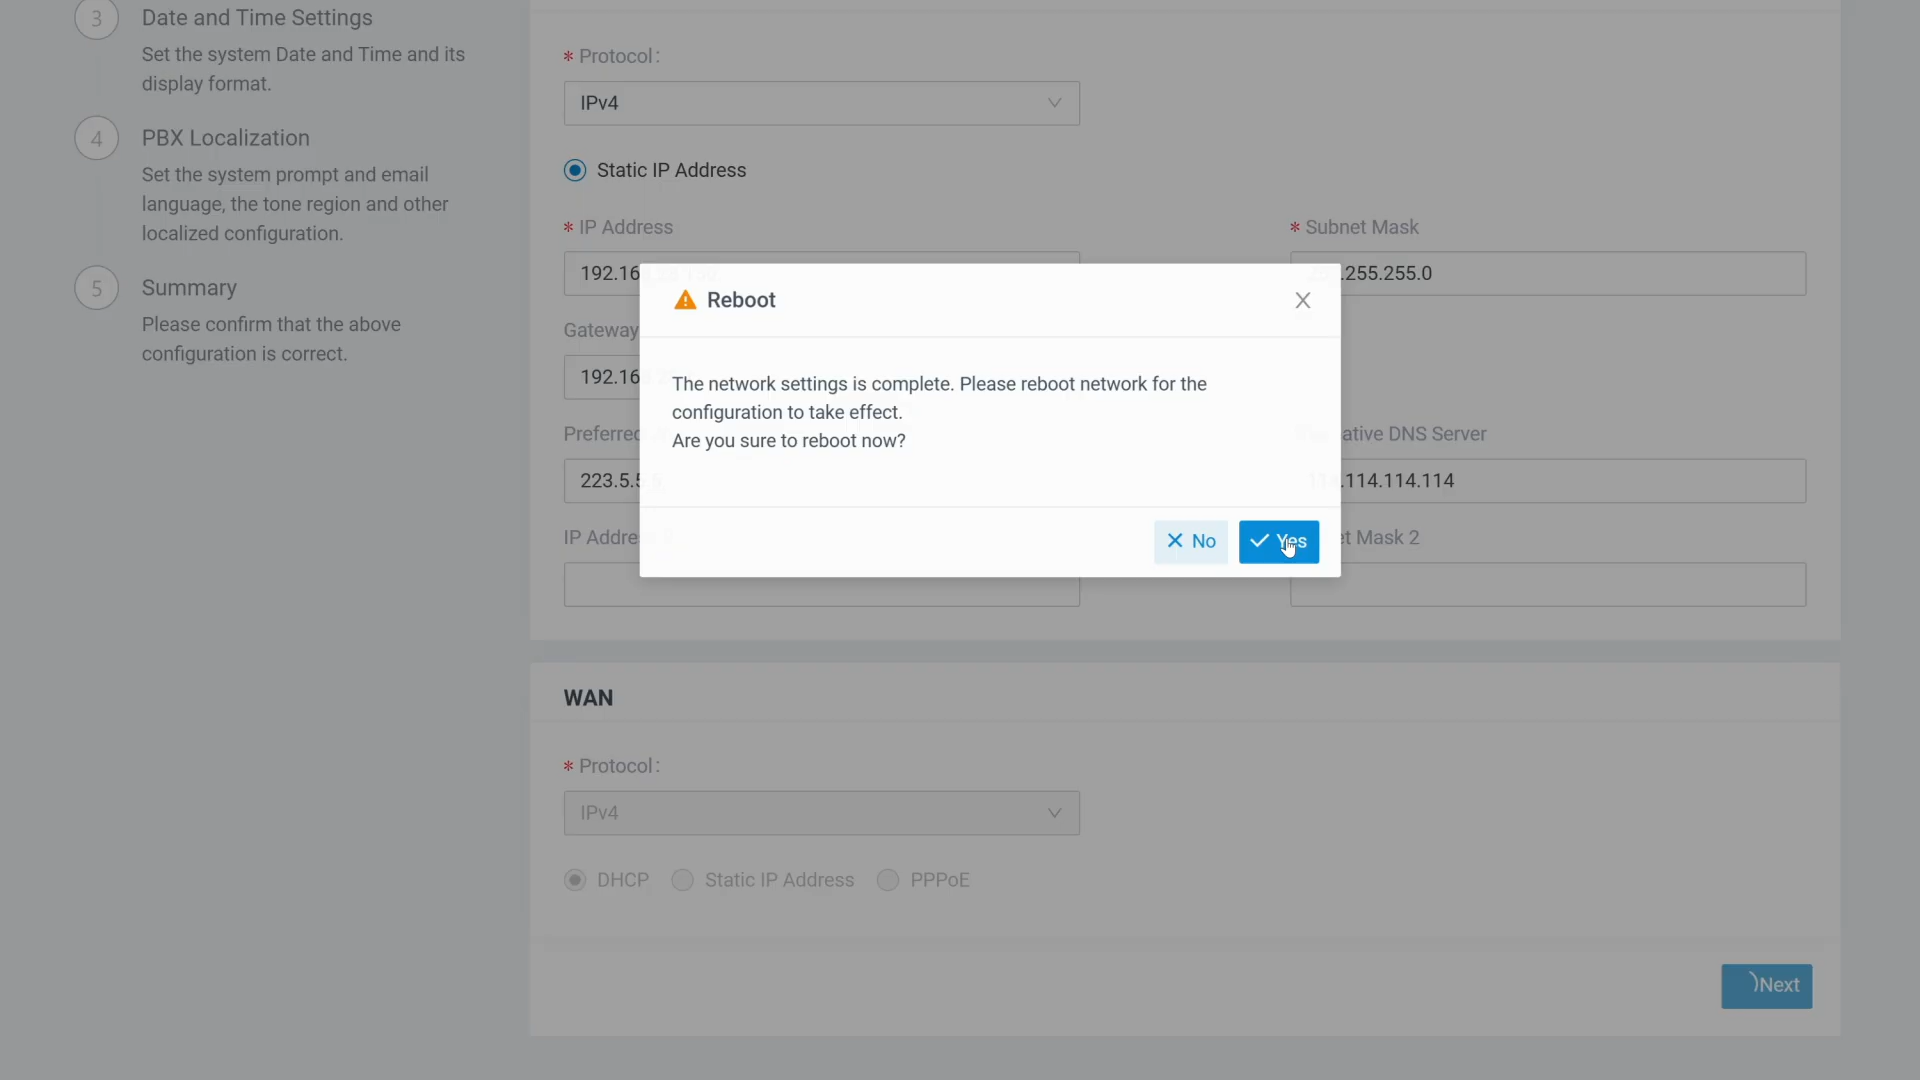 3 Date and Time Settings
Set the system Date and Time and its
display format.
4 PBX Localization
Set the system prompt and email
language, the tone region and other
localized configuration.
5 Summary
Please confirm that the above
configuration is correct.
* Protocol:
IPv4
Static IP Address
* IP Address
* Subnet Mask
192.16
.255.255.0
Gateway
192.16
Preferred
ative DNS Server
223.5.5.5
114.114.114.114
IP Addre
et Mask 2
Reboot
The network settings is complete. Please reboot network for the
configuration to take effect.
Are you sure to reboot now?
No
Yes
WAN
* Protocol:
IPv4
DHCP Static IP Address PPPoE
Next